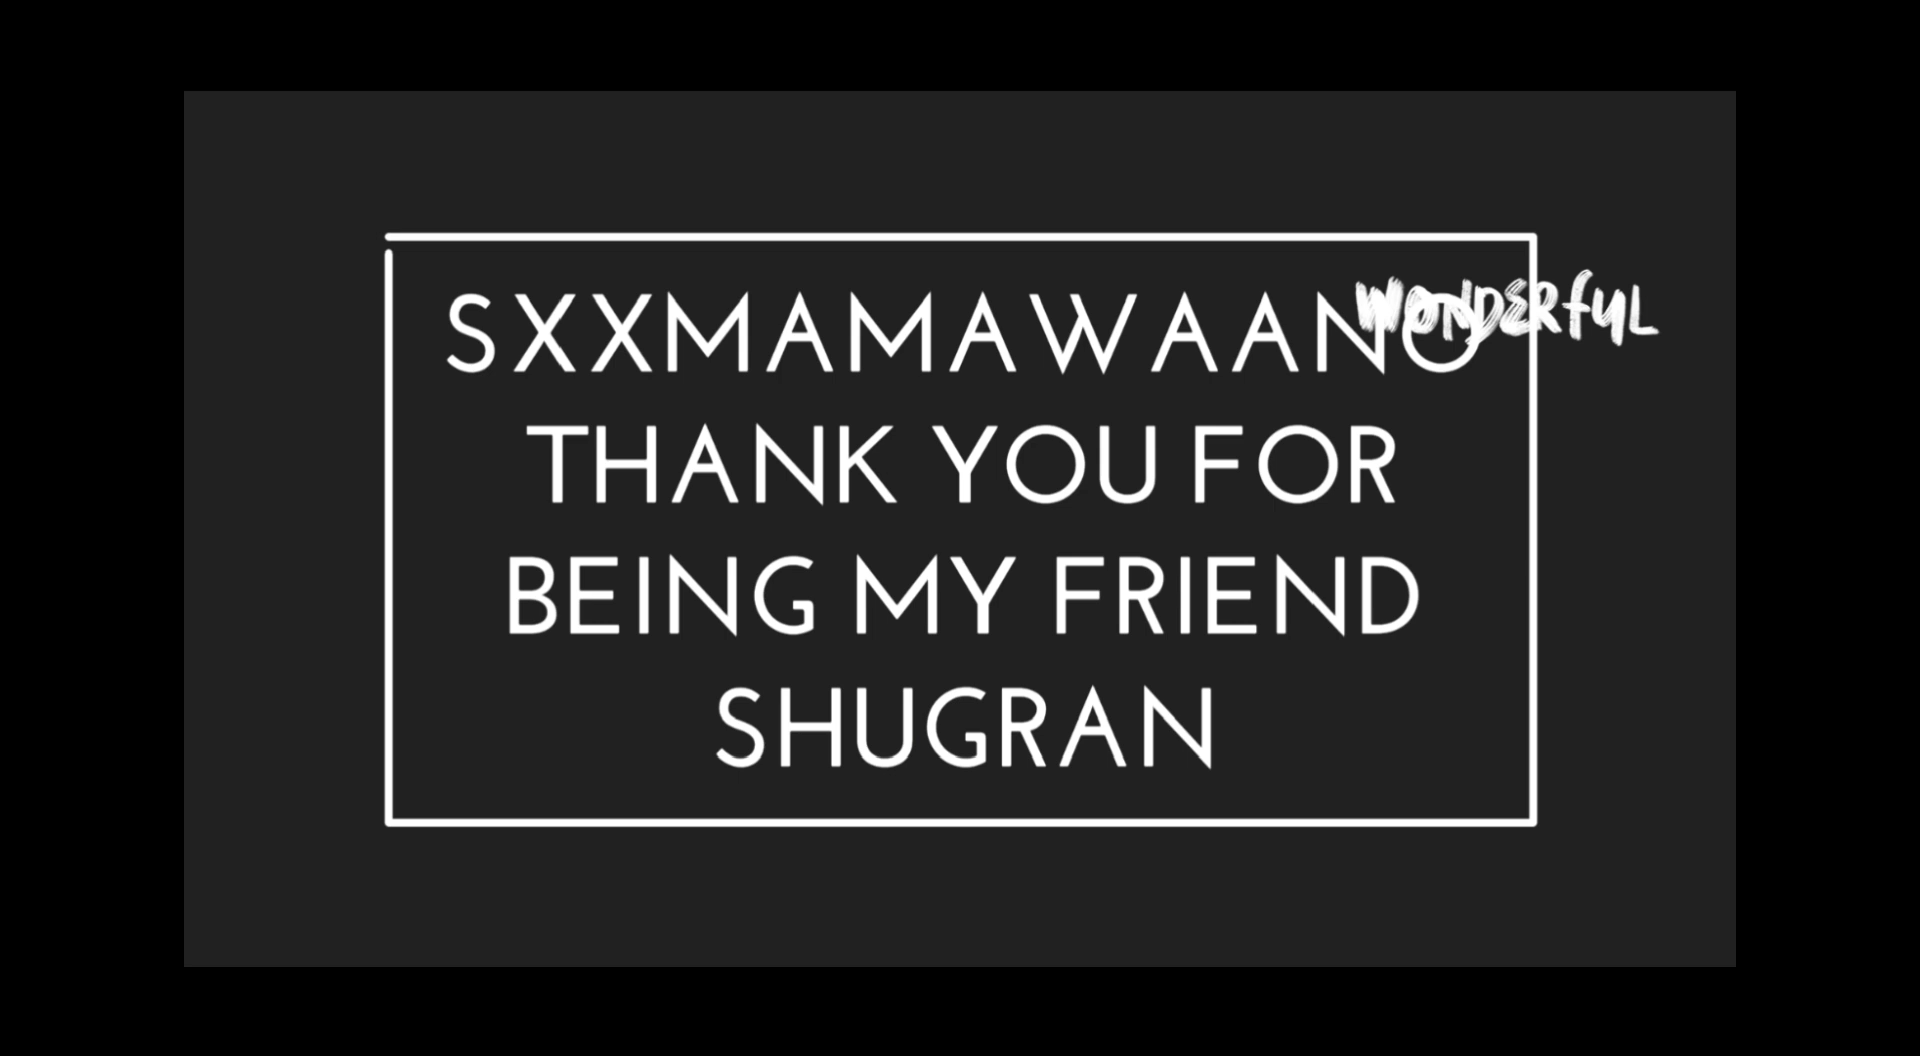 SXXMAMAWAANO
WONDERFUL
THANK YOU FOR
BEING MY FRIEND
SHUGRAN